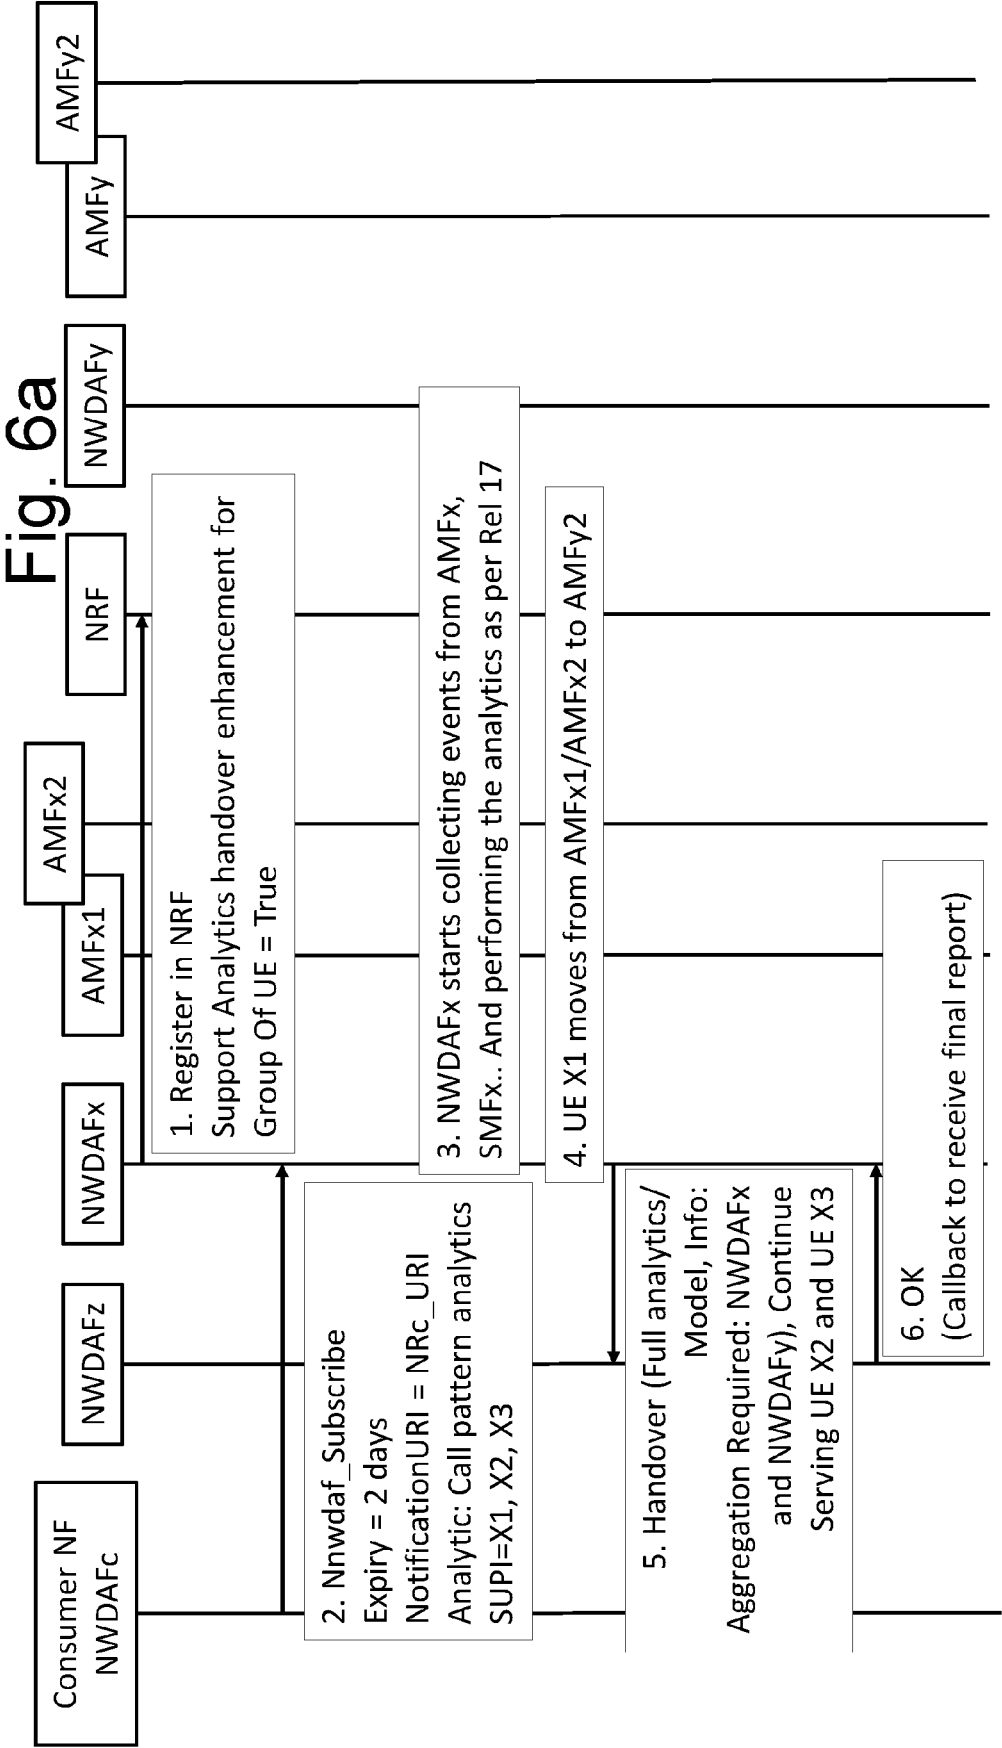 Fig. 6a
Consumer NF
NWDAFc
NWDAFz
NWDAFx
AMFx1
AMFx2
NRF
NWDAFy
AMFy
AMFy2
1. Register in NRF
Support Analytics handover enhancement for
Group Of UE = True
2. Nnwdaf_Subscribe
Expiry = 2 days
NotificationURI = NRc_URI
Analytic: Call pattern analytics
SUPI=X1, X2, X3
3. NWDAFx starts collecting events from AMFx,
SMFx.. And performing the analytics as per Rel 17
4. UE X1 moves from AMFx1/AMFx2 to AMFy2
5. Handover (Full analytics/
Model, Info:
Aggregation Required: NWDAFx
and NWDAFy), Continue
Serving UE X2 and UE X3
6. OK
(Callback to receive final report)